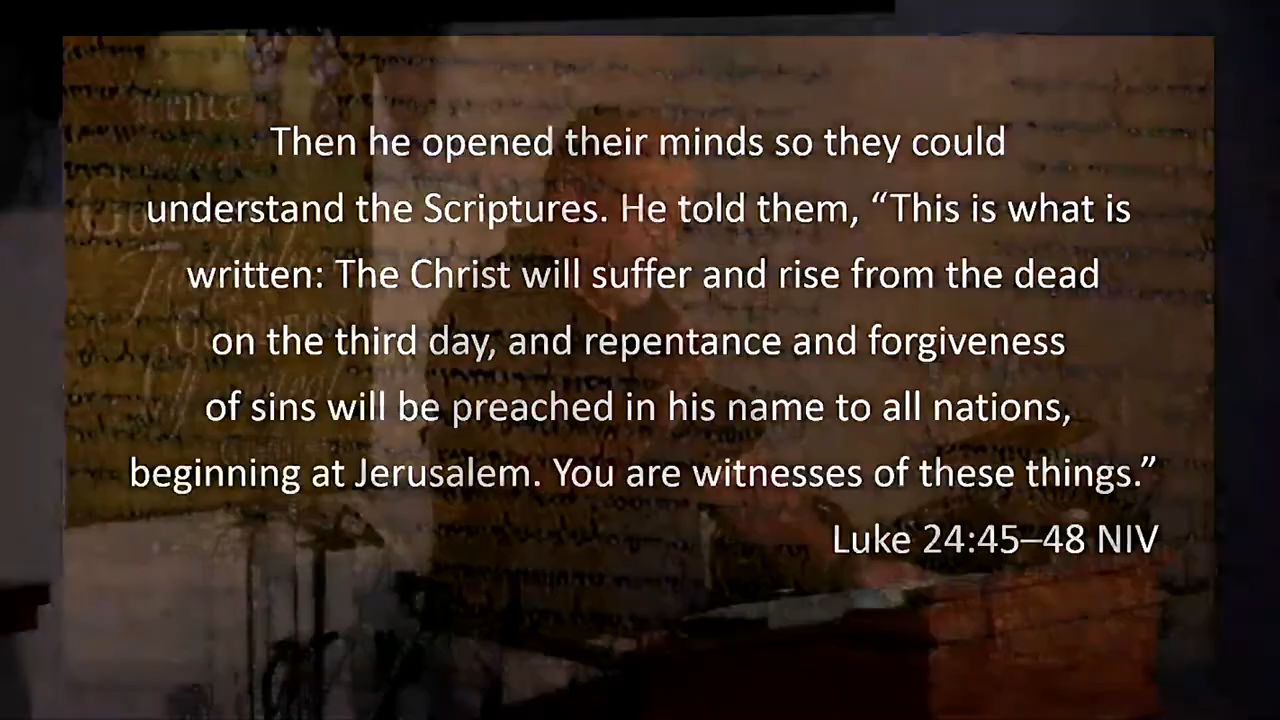 Then he opened their minds so they could
understand the Scriptures. He told them, “This is what is
written: The Christ will suffer and rise from the dead
on the third day, and repentance and forgiveness
of sins will be preached in his name to all nations,
beginning at Jerusalem. You are witnesses of these things.”
Luke 24:45–48 NIV